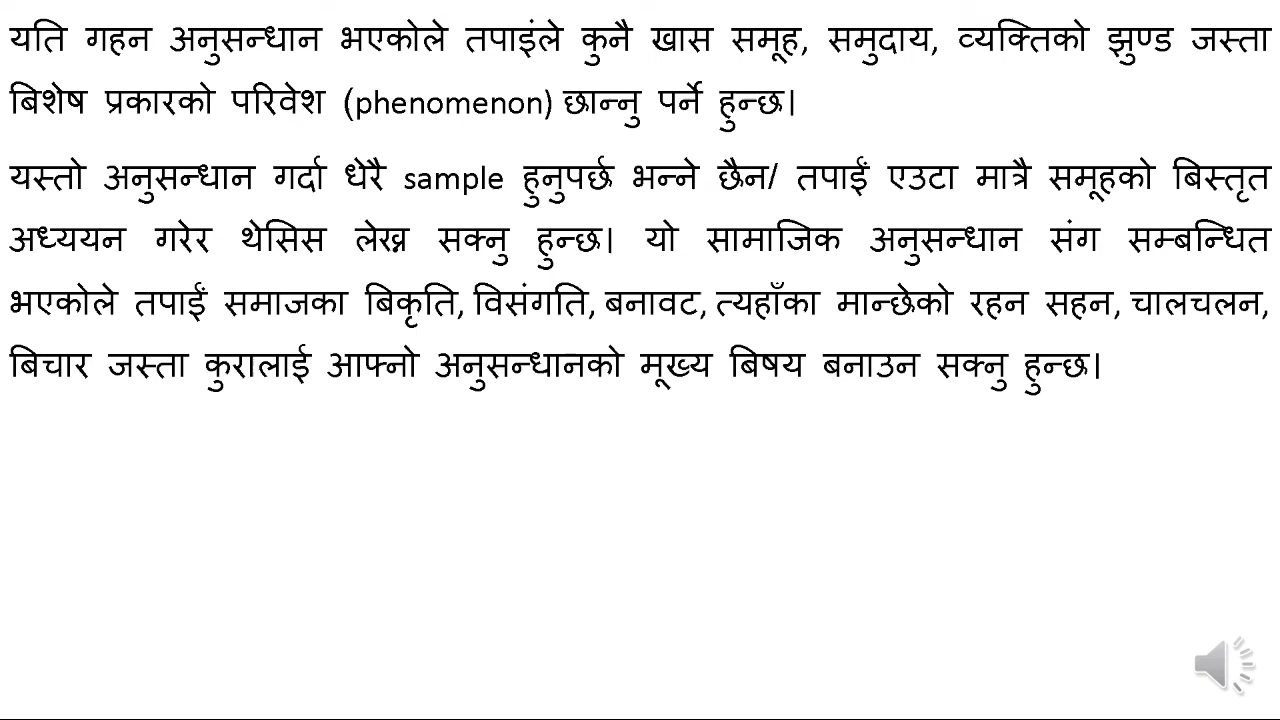 यति गहन अनुसन्धान भएकोले तपाइंले कुनै खास समूह, समुदाय, व्यक्तिको झुण्ड जस्ता
बिशेष प्रकारको परिवेश (phenomenon) छान्नु पर्ने हुन्छ।
यस्तो अनुसन्धान गर्दा धेरै sample हुनुपर्छ भन्ने छैन/ तपाईं एउटा मात्रै समूहको बिस्तृत
अध्ययन गरेर थेसिस लेख्न सक्नु हुन्छ। यो सामाजिक अनुसन्धान संग सम्बन्धित
भएकोले तपाईं समाजका बिकृति, विसंगति, बनावट, त्यहाँका मान्छेको रहन सहन, चालचलन,
बिचार जस्ता कुरालाई आफ्नो अनुसन्धानको मूख्य बिषय बनाउन सक्नु हुन्छ।